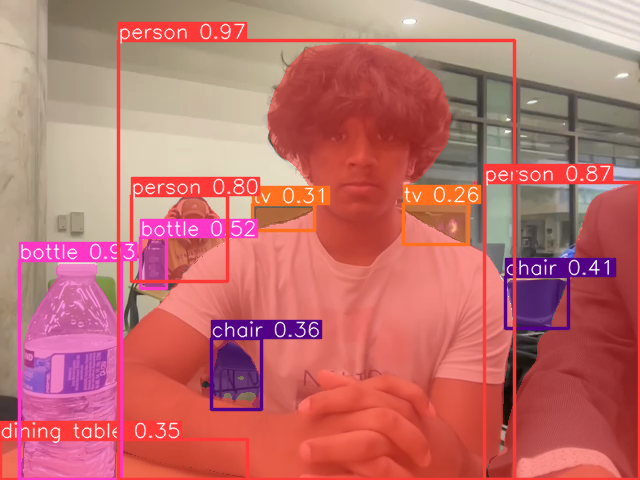 person 0.97
person 0.87
person 0.80
tv 0.31
tv 0.26
bottle 0.52
bottle 0.93
chair 0.41
chair 0.36
dining table 0.35